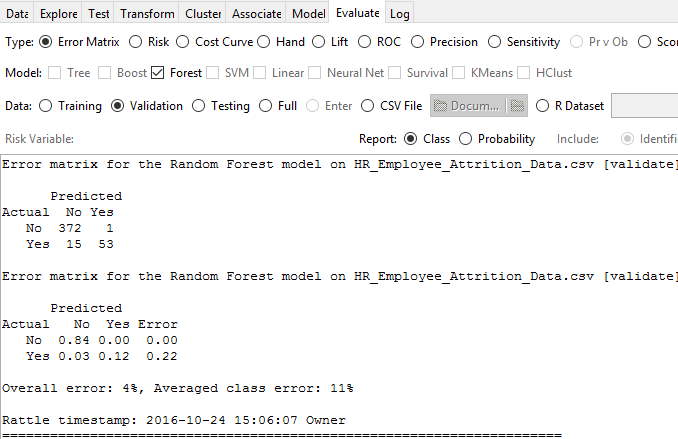 Data Explore Test Transform Cluster Associate Model Evaluate Log
Type: Error Matrix Risk Cost Curve Hand Lift ROC Precision Sensitivity Pr v Ob Scor
Model: Tree Boost Forest SVM Linear Neural Net Survival KMeans HClust
Data: Training Validation Testing Full Enter CSV File Docum... R Dataset
Risk Variable: Report: Class Probability Include: Identifi
Error matrix for the Random Forest model on HR_Employee_Attrition_Data.csv [validate]
Predicted
Actual No Yes
No 372 1
Yes 15 53
Error matrix for the Random Forest model on HR_Employee_Attrition_Data.csv [validate]
Predicted
Actual No Yes Error
No 0.84 0.00 0.00
Yes 0.03 0.12 0.22
Overall error: 4%, Averaged class error: 11%
Rattle timestamp: 2016-10-24 15:06:07 Owner
======================================================================